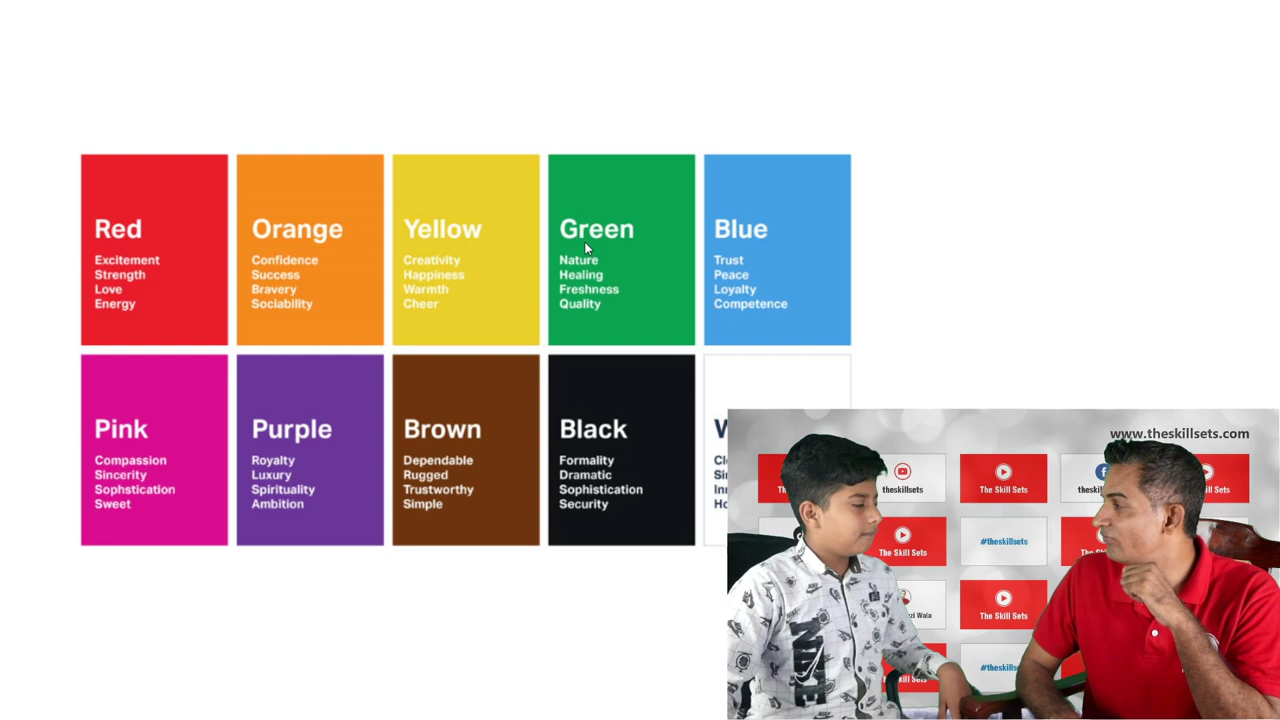 Red
Excitement
Strength
Love
Energy
Orange
Confidence
Success
Bravery
Sociability
Yellow
Creativity
Happiness
Warmth
Cheer
Green
Nature
Healing
Freshness
Quality
Blue
Trust
Peace
Loyalty
Competence
Pink
Compassion
Sincerity
Sophstication
Sweet
Purple
Royalty
Luxury
Spirituality
Ambition
Brown
Dependable
Rugged
Trustworthy
Simple
Black
Formality
Dramatic
Sophistication
Security
www.theskillsets.com
theskillsets
The Skill Sets
Sets
The Skill Sets
#theskillsets
The Skill Sets
NIKE